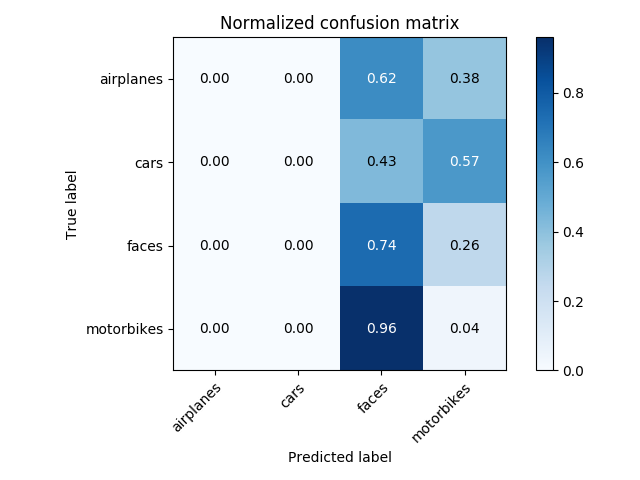 Normalized confusion matrix
True label
airplanes 0.00 0.00 0.62 0.38
cars 0.00 0.00 0.43 0.57
faces 0.00 0.00 0.74 0.26
motorbikes 0.00 0.00 0.96 0.04
airplanes cars faces motorbikes
Predicted label
0.8
0.6
0.4
0.2
0.0